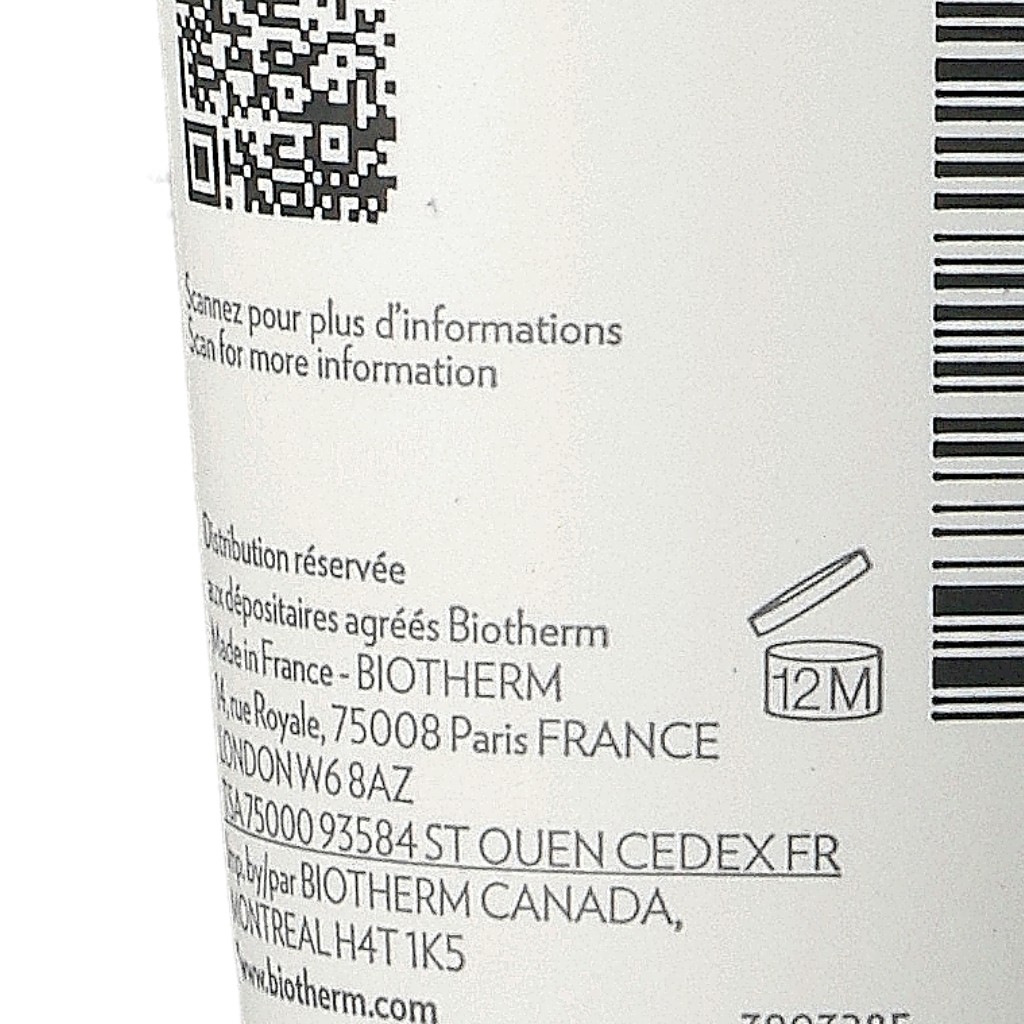 Scannez pour plus d'informations
Scan for more information
Distribution réservée
aux dépositaires agréés Biotherm
Made in France - BIOTHERM
14, rue Royale, 75008 Paris FRANCE
LONDON W6 8AZ
TSA 75000 93584 ST OUEN CEDEX FR
Imp. by/par BIOTHERM CANADA,
MONTREAL H4T 1K5
www.biotherm.com
12M